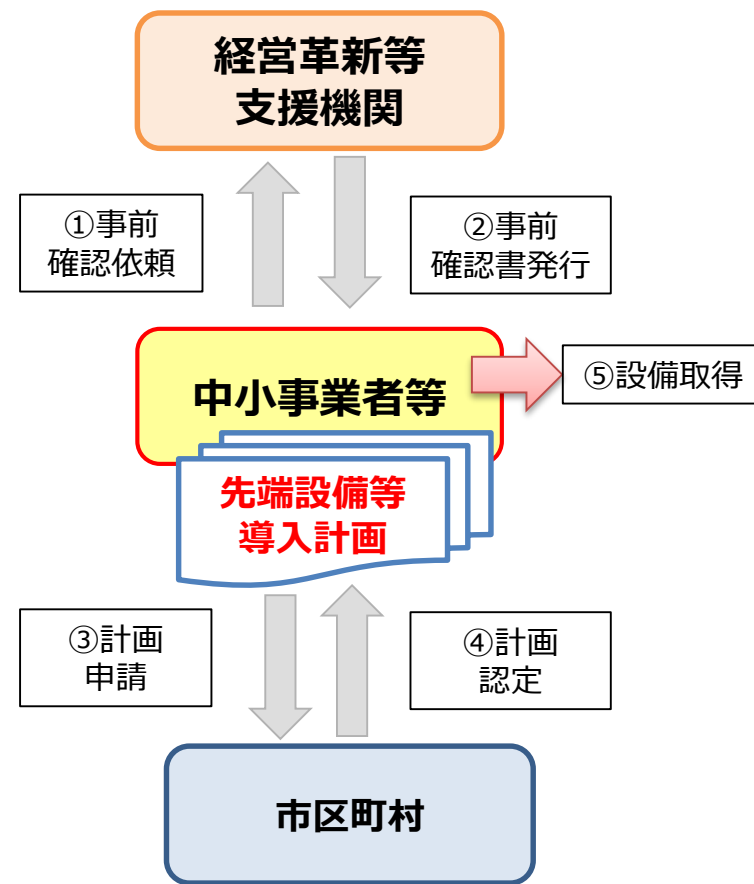 経営革新等
支援機関
①事前
確認依頼
②事前
確認書発行
中小事業者等
⑤設備取得
先端設備等
導入計画
③計画
申請
④計画
認定
市区町村